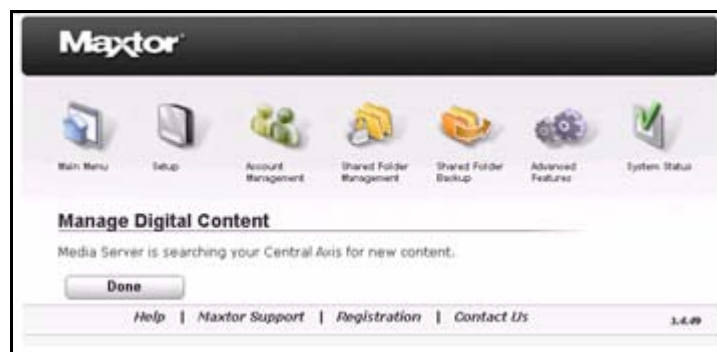 Maxtor
Main Menu
Setup
Account Management
Shared Folder Management
Shared Folder Backup
Advanced Features
System Status
Manage Digital Content
Media Server is searching your Central Axis for new content.
Done
Help | Maxtor Support | Registration | Contact Us